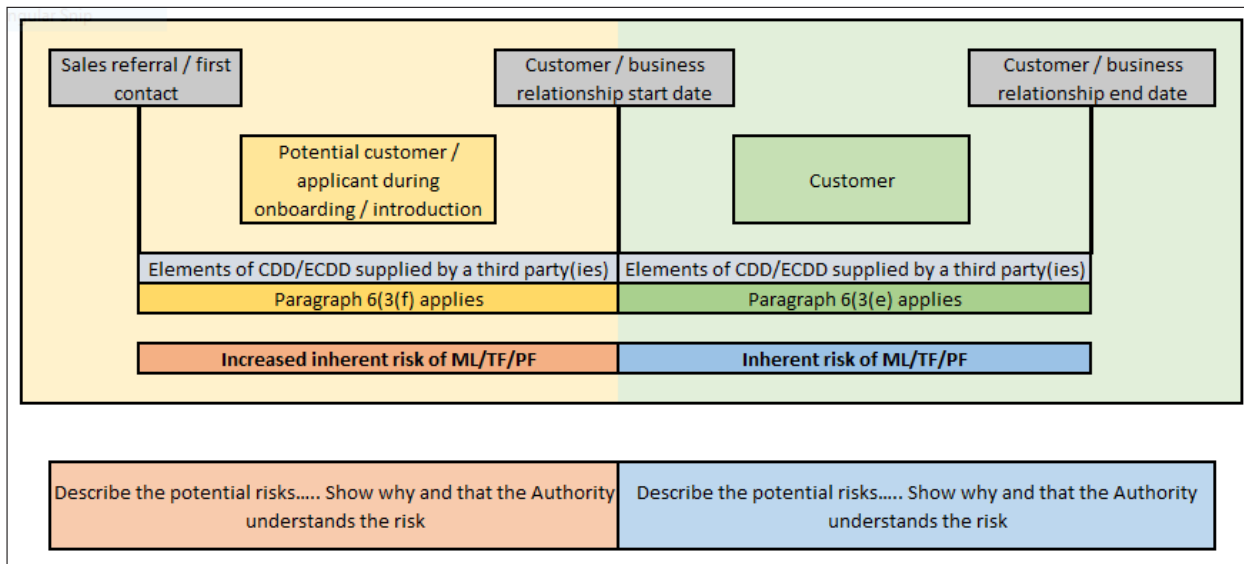 Sales referral / first
contact
Customer / business
relationship start date
Customer / business
relationship end date
Potential customer /
applicant during
onboarding / introduction
Customer
Elements of CDD/ECDD supplied by a third party(ies)
Elements of CDD/ECDD supplied by a third party(ies)
Paragraph 6(3(f) applies
Paragraph 6(3(e) applies
Increased inherent risk of ML/TF/PF
Inherent risk of ML/TF/PF
Describe the potential risks..... Show why and that the Authority
understands the risk
Describe the potential risks..... Show why and that the Authority
understands the risk